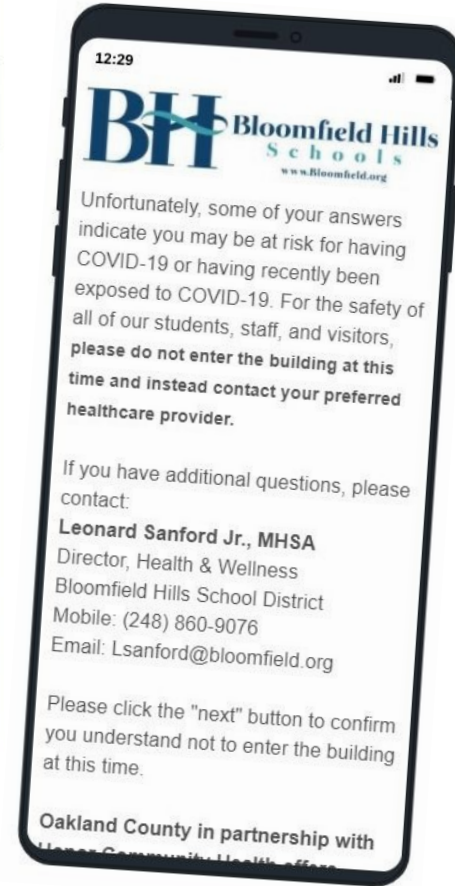 12:29
BH Bloomfield Hills
Schools
www.Bloomfield.org
Unfortunately, some of your answers
indicate you may be at risk for having
COVID-19 or having recently been
exposed to COVID-19. For the safety of
all of our students, staff, and visitors,
please do not enter the building at this
time and instead contact your preferred
healthcare provider.
If you have additional questions, please
contact:
Leonard Sanford Jr., MHSA
Director, Health & Wellness
Bloomfield Hills School District
Mobile: (248) 860-9076
Email: Lsanford@bloomfield.org
Please click the "next" button to confirm
you understand not to enter the building
at this time.
Oakland County in partnership with
Honor Community Health offers